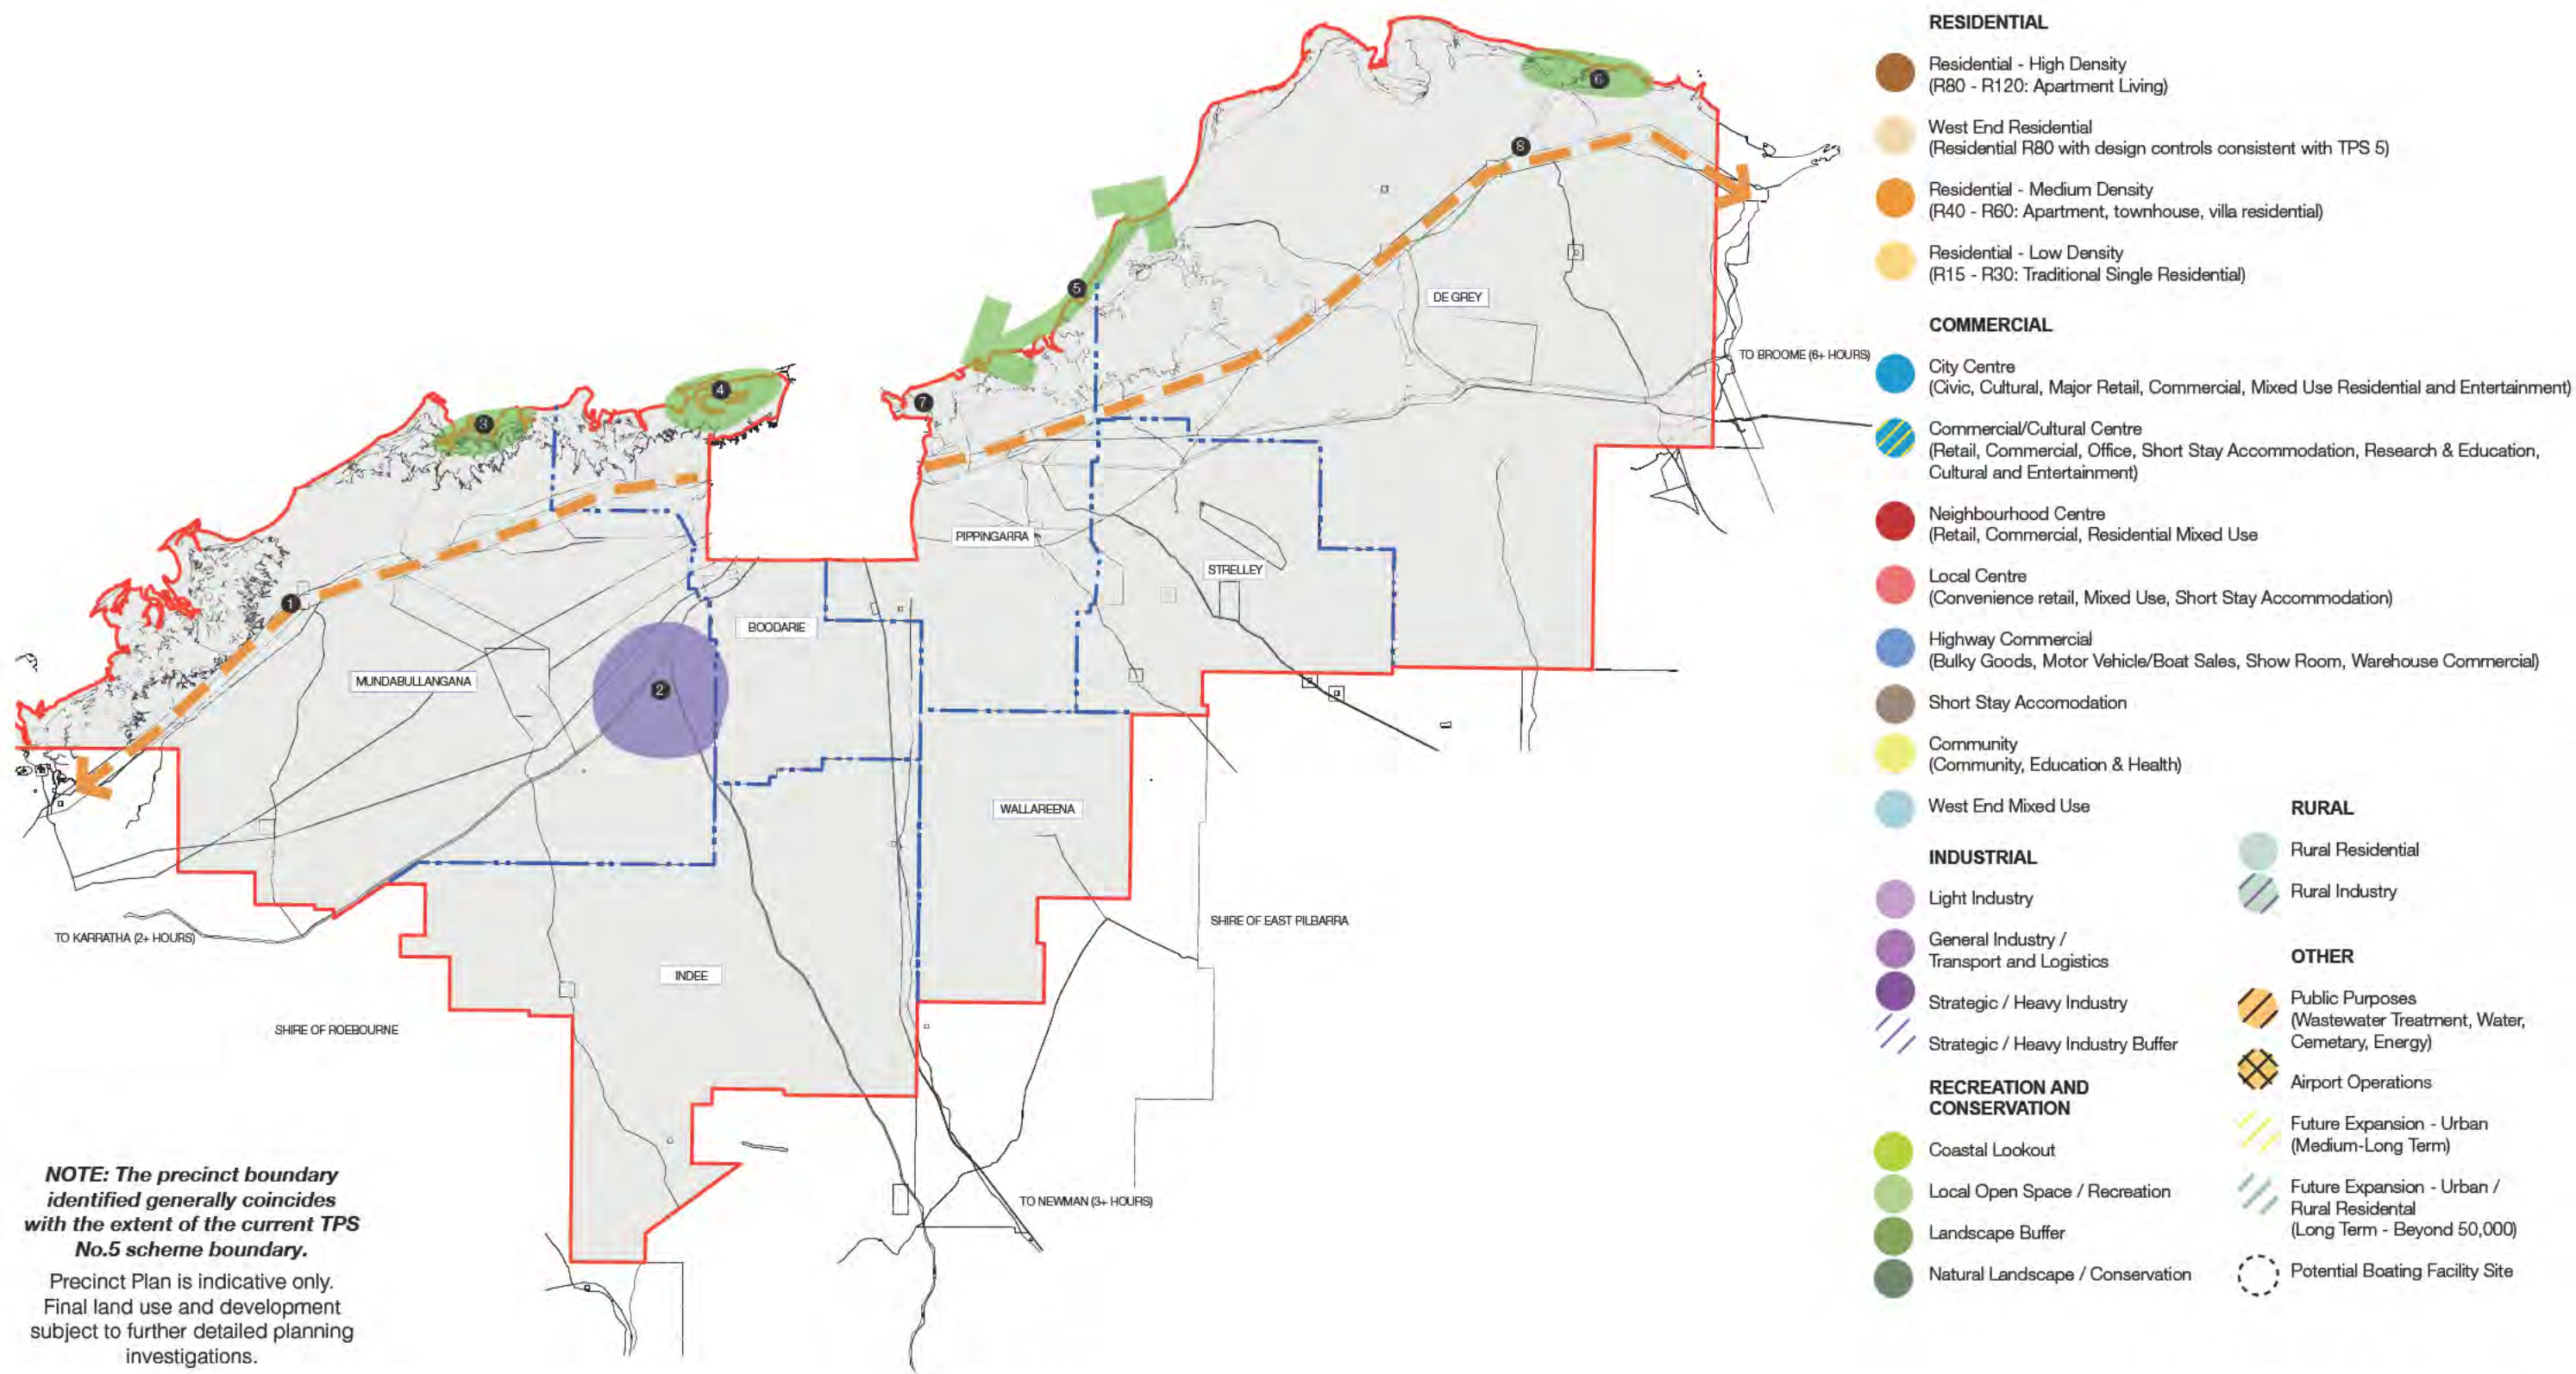 6
8
5
DE GREY
TO BROOME (6+ HOURS)
4
7
3
PIPPINGARRA
STRELLEY
1
BOODARIE
MUNDABULLANGANA
2
WALLAREENA
TO KARRATHA (2+ HOURS)
SHIRE OF EAST PILBARRA
INDEE
SHIRE OF ROEBOURNE
TO NEWMAN (3+ HOURS)
NOTE: The precinct boundary
identified generally coincides
with the extent of the current TPS
No.5 scheme boundary.
Precinct Plan is indicative only.
Final land use and development
subject to further detailed planning
investigations.
RESIDENTIAL
Residential - High Density
(R80 - R120: Apartment Living)
West End Residential
(Residential R80 with design controls consistent with TPS 5)
Residential - Medium Density
(R40 - R60: Apartment, townhouse, villa residential)
Residential - Low Density
(R15 - R30: Traditional Single Residential)
COMMERCIAL
City Centre
(Civic, Cultural, Major Retail, Commercial, Mixed Use Residential and Entertainment)
Commercial/Cultural Centre
(Retail, Commercial, Office, Short Stay Accommodation, Research & Education,
Cultural and Entertainment)
Neighbourhood Centre
(Retail, Commercial, Residential Mixed Use
Local Centre
(Convenience retail, Mixed Use, Short Stay Accommodation)
Highway Commercial
(Bulky Goods, Motor Vehicle/Boat Sales, Show Room, Warehouse Commercial)
Short Stay Accomodation
Community
(Community, Education & Health)
West End Mixed Use
INDUSTRIAL
Light Industry
General Industry /
Transport and Logistics
Strategic / Heavy Industry
Strategic / Heavy Industry Buffer
RECREATION AND
CONSERVATION
Coastal Lookout
Local Open Space / Recreation
Landscape Buffer
Natural Landscape / Conservation
RURAL
Rural Residential
Rural Industry
OTHER
Public Purposes
(Wastewater Treatment, Water,
Cemetary, Energy)
Airport Operations
Future Expansion - Urban
(Medium-Long Term)
Future Expansion - Urban /
Rural Residental
(Long Term - Beyond 50,000)
Potential Boating Facility Site